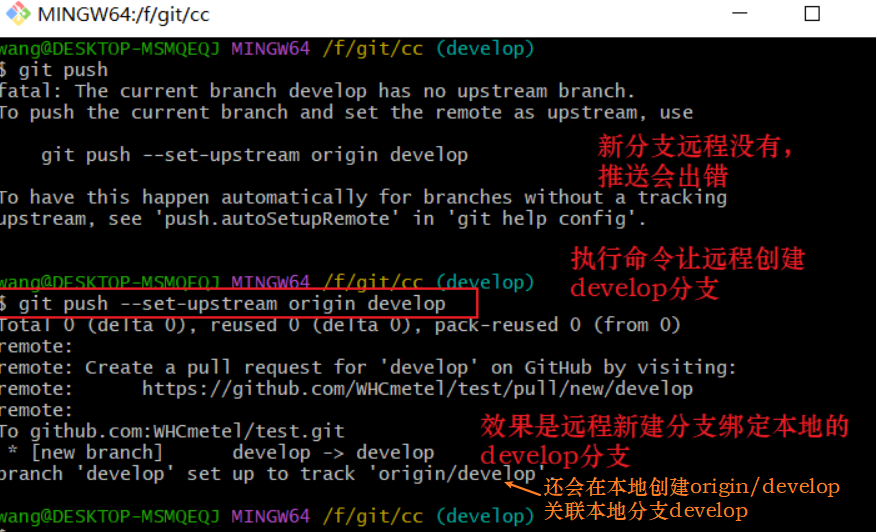 MINGW64:/f/git/cc
wang@DESKTOP-MSMQEQJ MINGW64 /f/git/cc (develop)
$ git push
fatal: The current branch develop has no upstream branch.
To push the current branch and set the remote as upstream, use
git push --set-upstream origin develop
新分支远程没有，
推送会出错
To have this happen automatically for branches without a tracking
upstream, see 'push.autoSetupRemote' in 'git help config'.
执行命令让远程创建
develop分支
wang@DESKTOP-MSMQEQJ MINGW64 /f/git/cc (develop)
$ git push --set-upstream origin develop
Total 0 (delta 0), reused 0 (delta 0), pack-reused 0 (from 0)
remote:
remote: Create a pull request for 'develop' on GitHub by visiting:
remote:      https://github.com/WHCmetel/test/pull/new/develop
remote:
To github.com:WHCmetel/test.git
* [new branch]      develop -> develop
branch 'develop' set up to track 'origin/develop'
效果是远程新建分支绑定本地的
develop分支
还会在本地创建origin/develop
关联本地分支develop
wang@DESKTOP-MSMQEQJ MINGW64 /f/git/cc (develop)